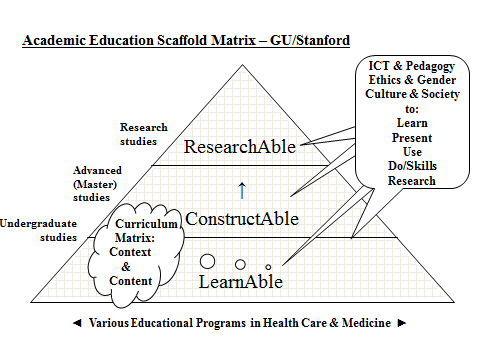 Academic Education Scaffold Matrix – GU/Stanford
ICT & Pedagogy
Ethics & Gender
Culture & Society
to:
Learn
Present
Use
Do/Skills
Research
Research
studies
ResearchAble
Advanced
(Master)
studies
↑
ConstructAble
Undergraduate
studies
Curriculum
Matrix:
Context
&
Content
LearnAble
◄ Various Educational Programs in Health Care & Medicine ►